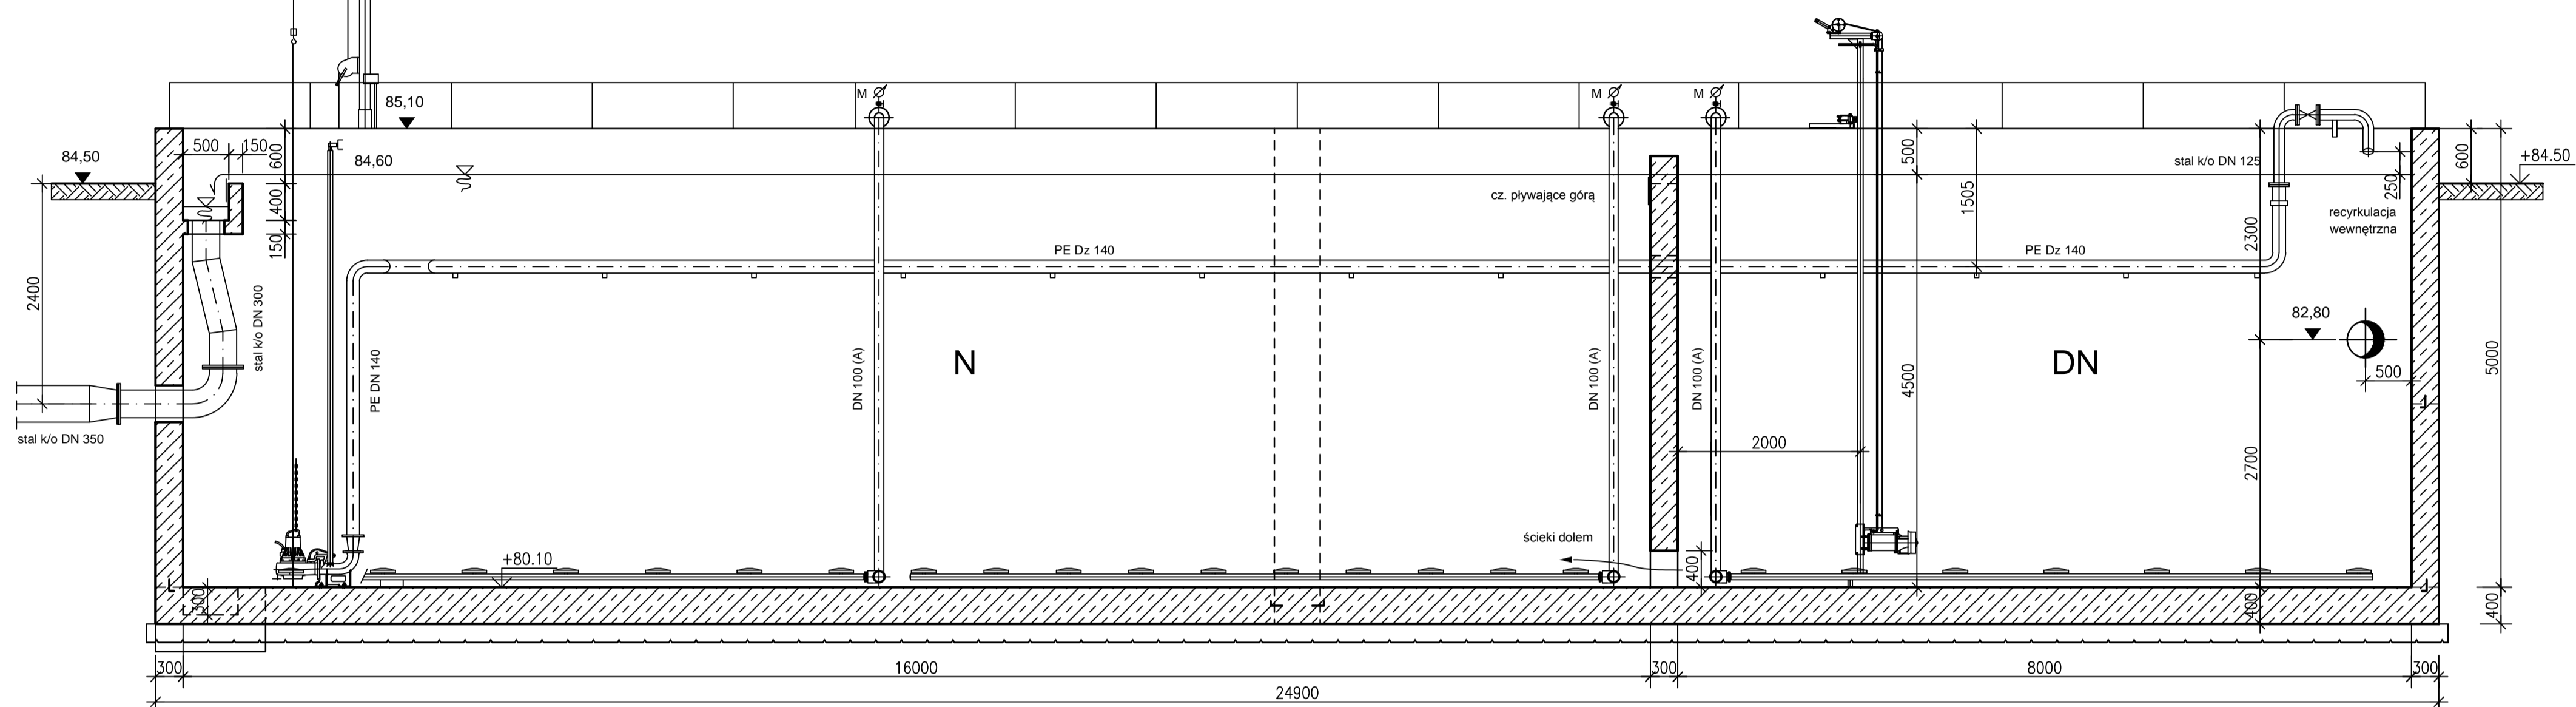 85,10
M
M
M
84,50
500
150
600
84,60
500
stal k/o DN 125
600
+84.50
400
1505
250
cz. pływające górą
150
recyrkulacja
wewnętrzna
2300
PE Dz 140
PE Dz 140
2400
stal k/o DN 300
82,80
PE DN 140
N
DN 100 (A)
DN 100 (A)
DN 100 (A)
DN
4500
500
5000
stal k/o DN 350
2000
2700
ścieki dołem
+80.10
400
300
400
400
300
16000
300
8000
300
24900